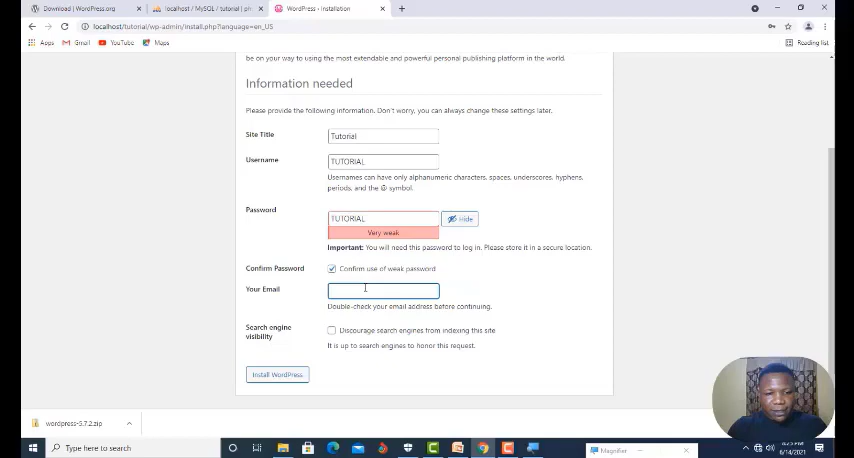 Download | WordPress.org
localhost / MySQL / tutorial | ph
WordPress › Installation
localhost/tutorial/wp-admin/install.php?language=en_US
Apps
Gmail
YouTube
Maps
Reading list
be on your way to using the most extendable and powerful personal publishing platform in the world.
Information needed
Please provide the following information. Don't worry, you can always change these settings later.
Site Title
Tutorial
Username
TUTORIAL
Usernames can have only alphanumeric characters, spaces, underscores, hyphens,
periods, and the @ symbol.
Password
TUTORIAL
Hide
Very weak
Important: You will need this password to log in. Please store it in a secure location.
Confirm Password
Confirm use of weak password
Your Email
Double-check your email address before continuing.
Search engine
visibility
Discourage search engines from indexing this site
It is up to search engines to honor this request.
Install WordPress
wordpress-5.7.2.zip
Type here to search
Magnifier
6/14/2021